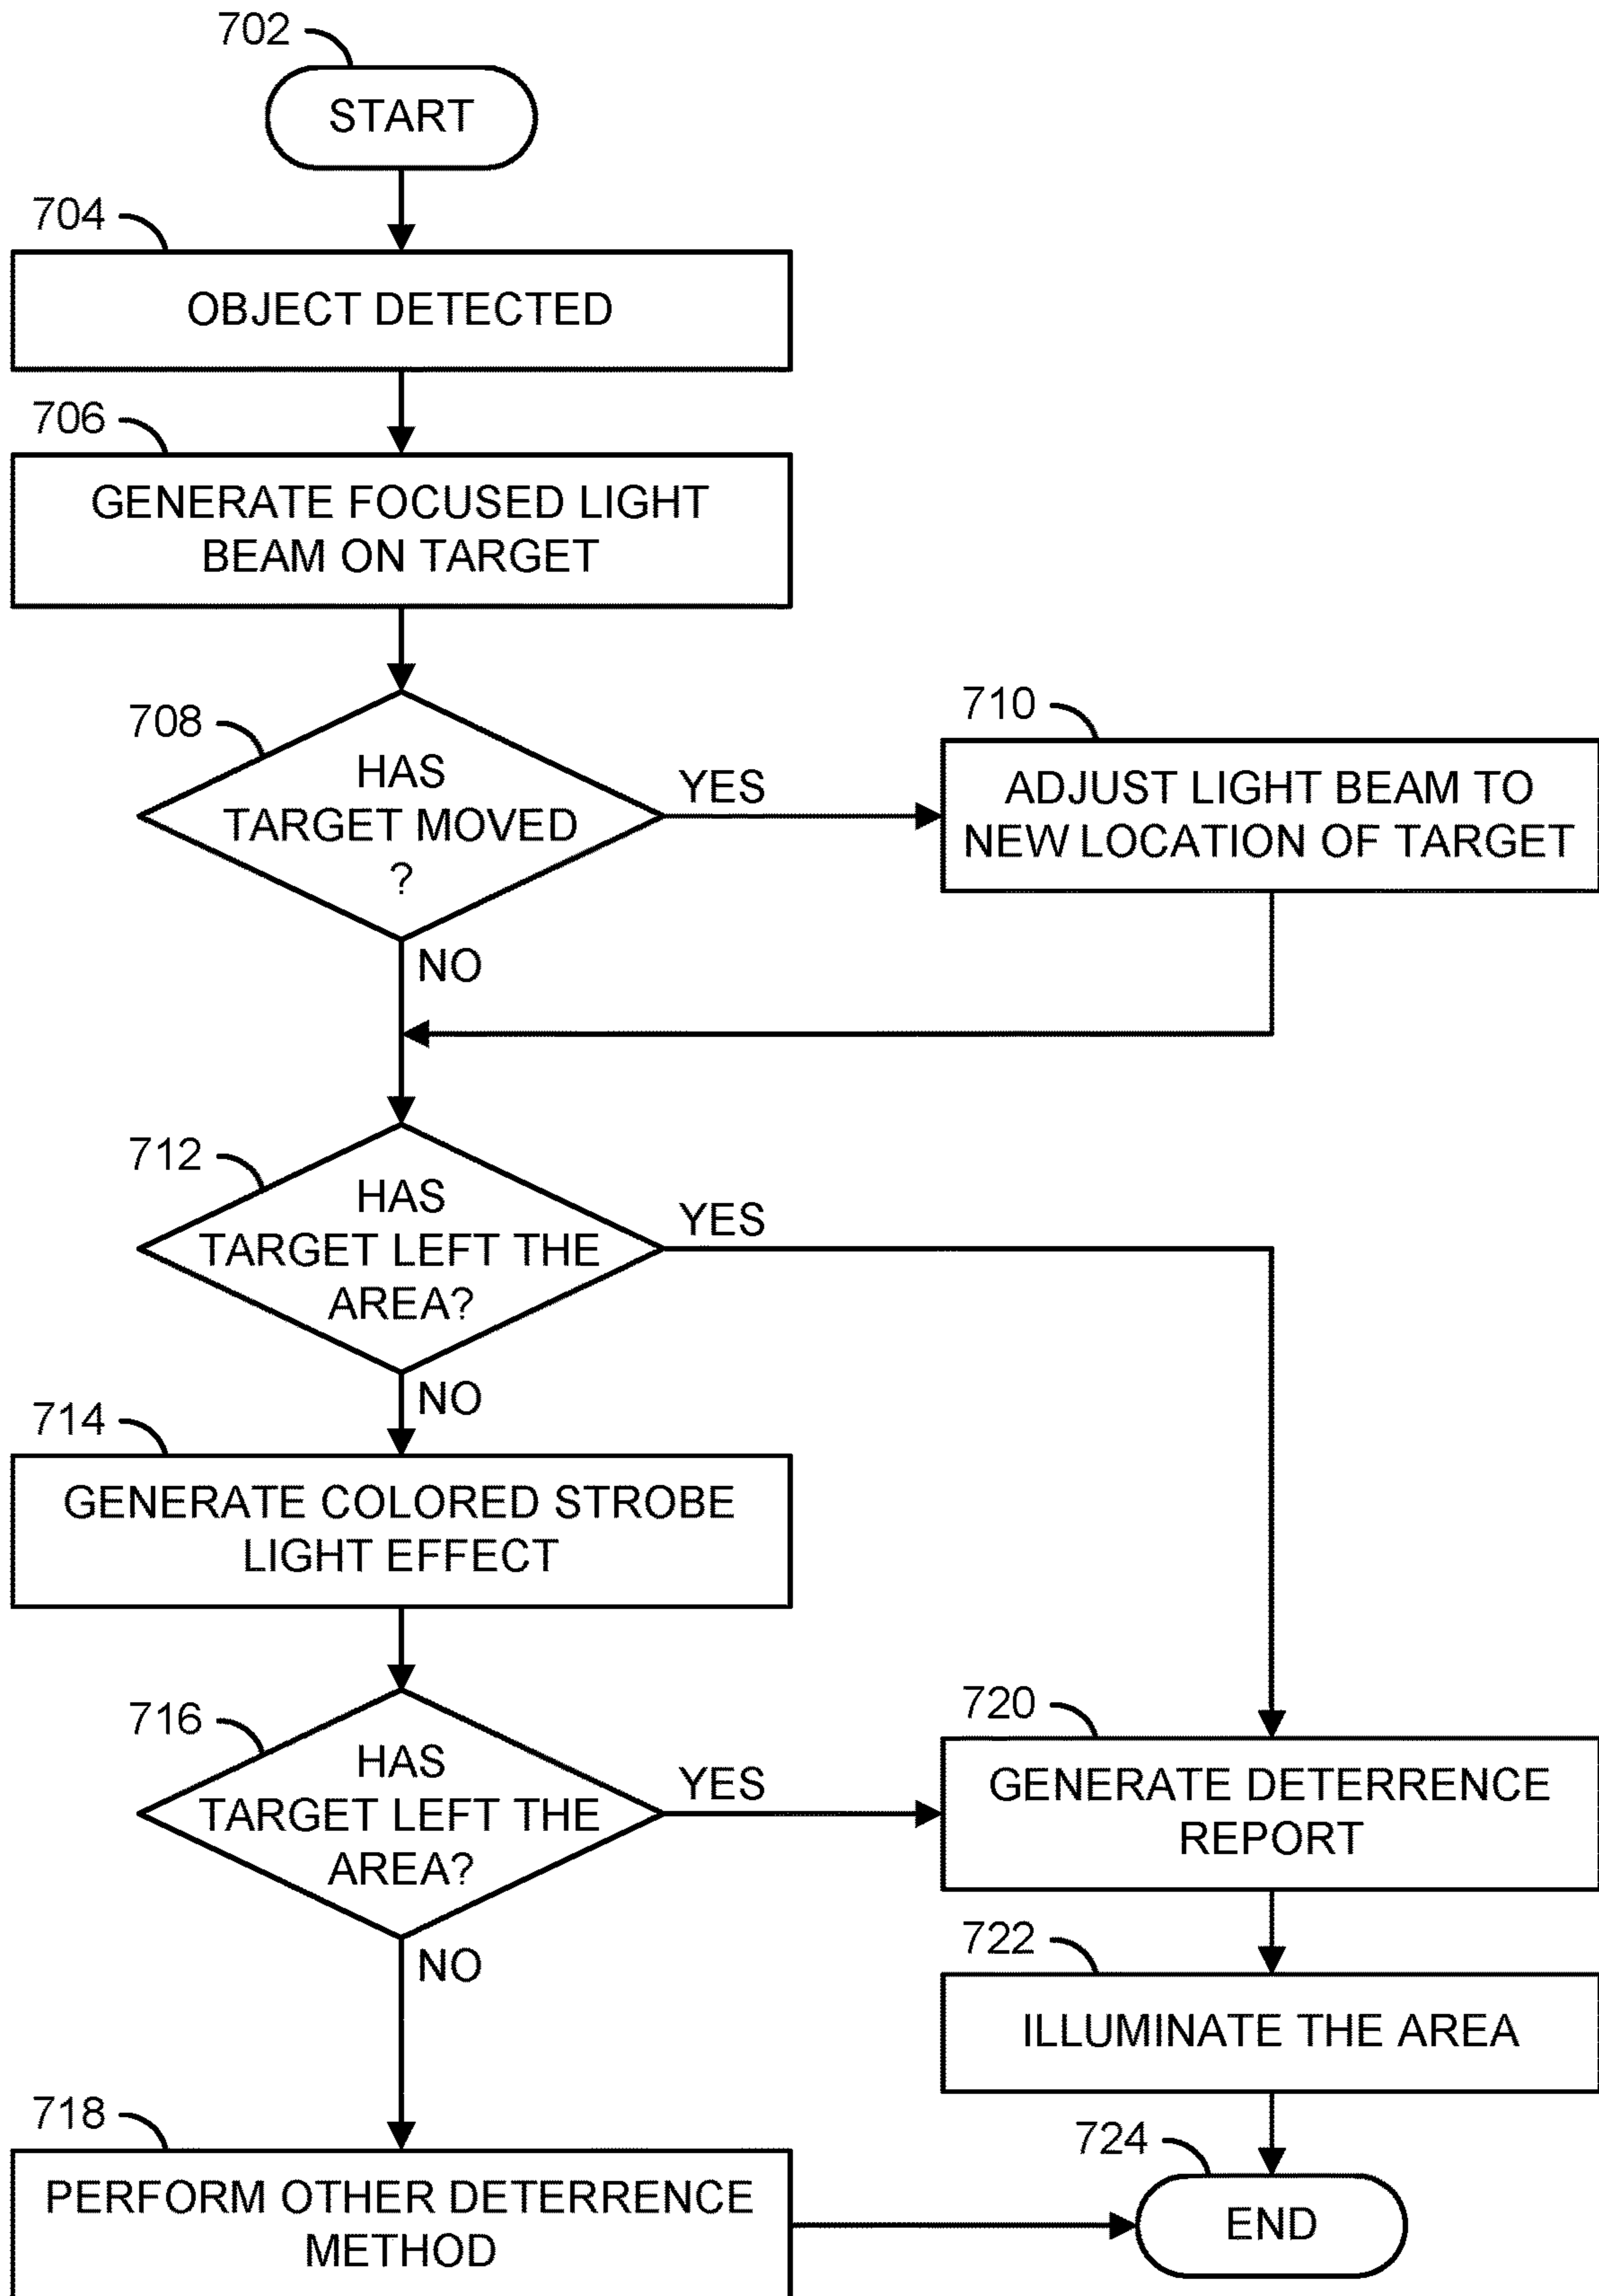 702
START
704
OBJECT DETECTED
706
GENERATE FOCUSED LIGHT
BEAM ON TARGET
708
HAS
TARGET MOVED
?
YES
NO
710
ADJUST LIGHT BEAM TO
NEW LOCATION OF TARGET
712
HAS
TARGET LEFT THE
AREA?
YES
NO
714
GENERATE COLORED STROBE
LIGHT EFFECT
716
HAS
TARGET LEFT THE
AREA?
YES
NO
720
GENERATE DETERRENCE
REPORT
722
ILLUMINATE THE AREA
718
PERFORM OTHER DETERRENCE
METHOD
724
END